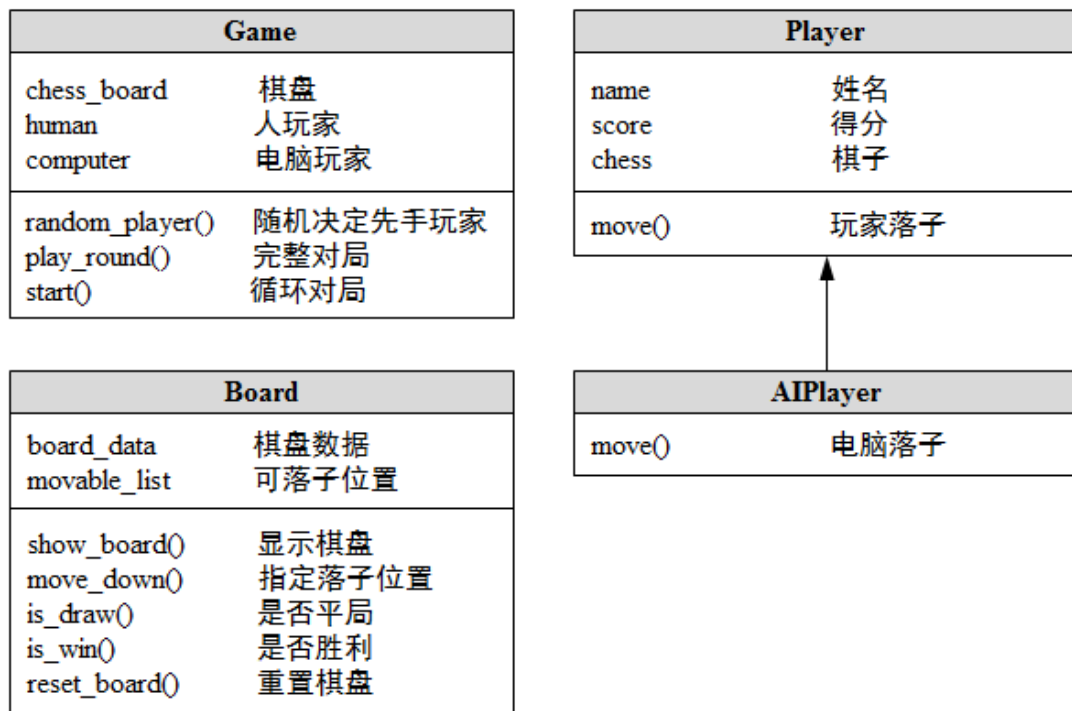 Game
chess_board 棋盘
human 人玩家
computer 电脑玩家
random_player() 随机决定先手玩家
play_round() 完整对局
start() 循环对局
Player
name 姓名
score 得分
chess 棋子
move() 玩家落子
Board
board_data 棋盘数据
movable_list 可落子位置
show_board() 显示棋盘
move_down() 指定落子位置
is_draw() 是否平局
is_win() 是否胜利
reset_board() 重置棋盘
AIPlayer
move() 电脑落子